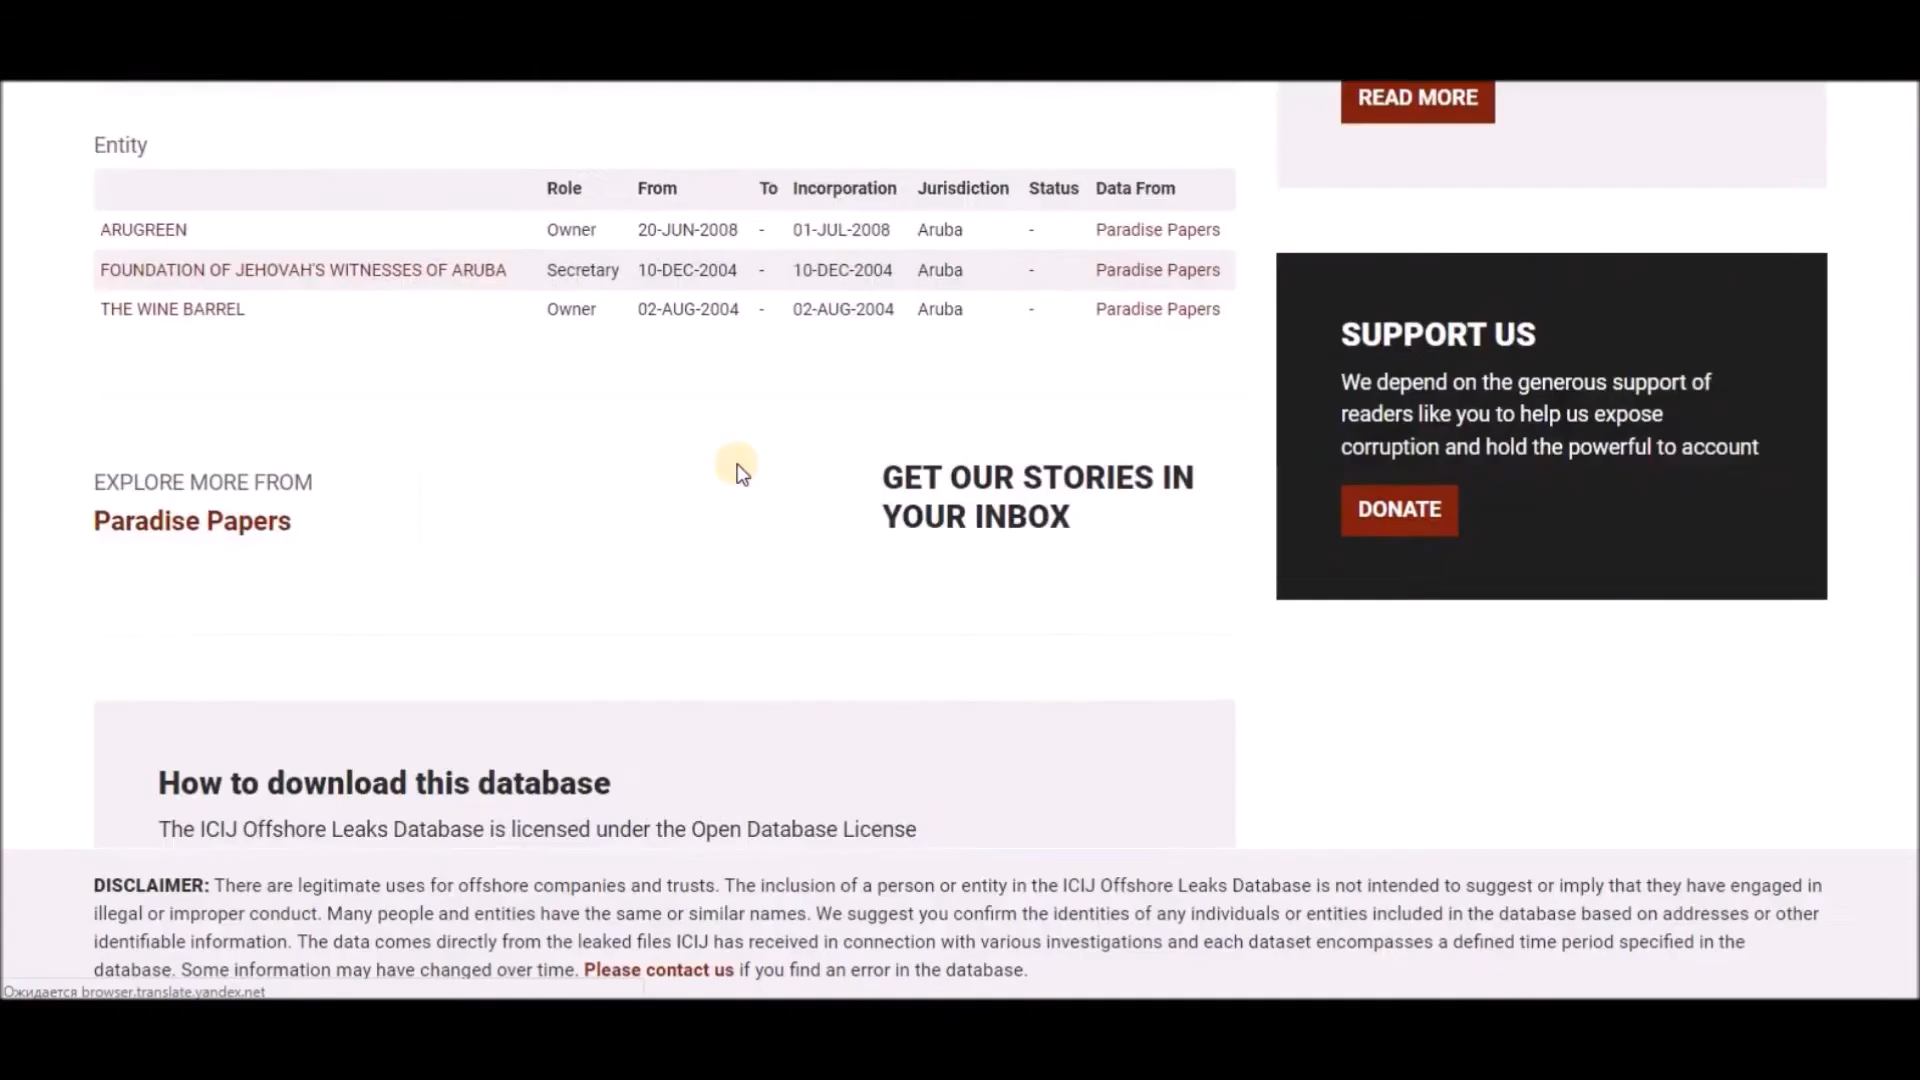 READ MORE
Entity
Role From To Incorporation Jurisdiction Status Data From
ARUGREEN Owner 20-JUN-2008 - 01-JUL-2008 Aruba - Paradise Papers
FOUNDATION OF JEHOVAH'S WITNESSES OF ARUBA Secretary 10-DEC-2004 - 10-DEC-2004 Aruba - Paradise Papers
THE WINE BARREL Owner 02-AUG-2004 - 02-AUG-2004 Aruba - Paradise Papers
SUPPORT US
We depend on the generous support of
readers like you to help us expose
corruption and hold the powerful to account
DONATE
EXPLORE MORE FROM
Paradise Papers
GET OUR STORIES IN
YOUR INBOX
How to download this database
The ICIJ Offshore Leaks Database is licensed under the Open Database License
DISCLAIMER: There are legitimate uses for offshore companies and trusts. The inclusion of a person or entity in the ICIJ Offshore Leaks Database is not intended to suggest or imply that they have engaged in
illegal or improper conduct. Many people and entities have the same or similar names. We suggest you confirm the identities of any individuals or entities included in the database based on addresses or other
identifiable information. The data comes directly from the leaked files ICIJ has received in connection with various investigations and each dataset encompasses a defined time period specified in the
database. Some information may have changed over time. Please contact us if you find an error in the database.
Ожидается browser.translate.yandex.net